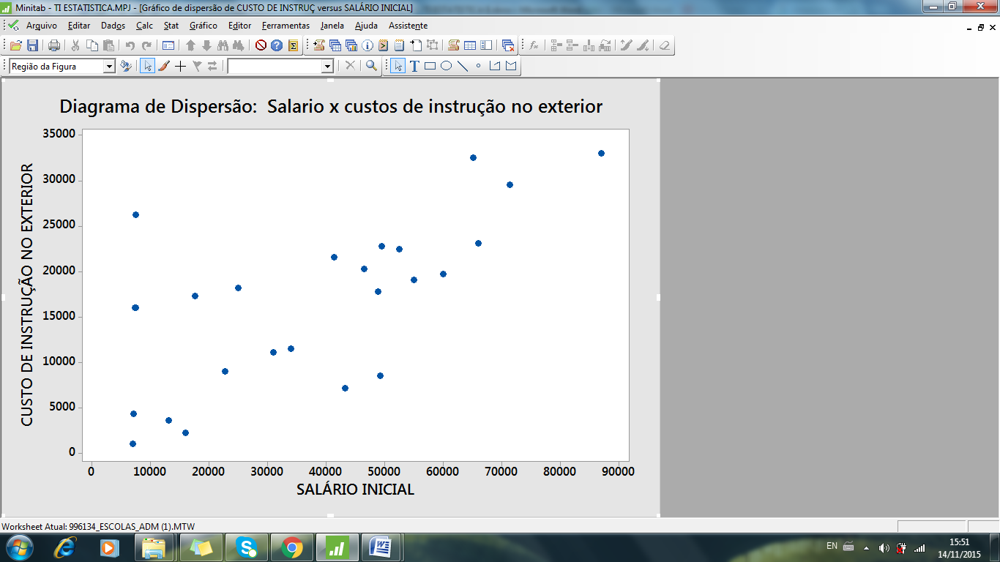 Minitab - TI ESTATISTICA.MPJ - [Gráfico de dispersão de CUSTO DE INSTRUÇ versus SALÁRIO INICIAL]
Arquivo Editar Dados Calc Stat Gráfico Editor Ferramentas Janela Ajuda Assistente
Região da Figura
Diagrama de Dispersão: Salario x custos de instrução no exterior
CUSTO DE INSTRUÇÃO NO EXTERIOR
35000
30000
25000
20000
15000
10000
5000
0
0 10000 20000 30000 40000 50000 60000 70000 80000 90000
SALÁRIO INICIAL
Worksheet Atual: 996134_ESCOLAS_ADM (1).MTW
EN
15:51
14/11/2015